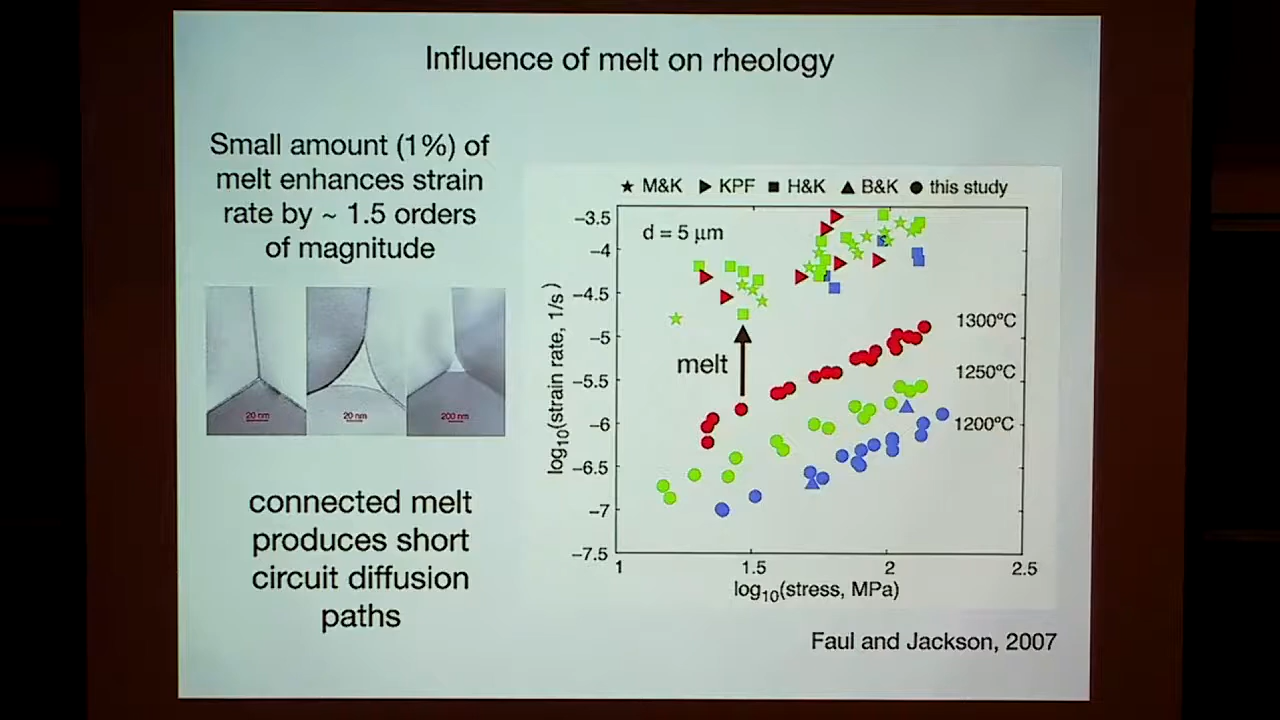 Influence of melt on rheology
Small amount (1%) of
melt enhances strain
rate by ~ 1.5 orders
of magnitude
20 nm
20 nm
200 nm
connected melt
produces short
circuit diffusion
paths
★ M&K ▶ KPF ■ H&K ▲ B&K ● this study
d = 5 μm
−3.5
−4
−4.5
−5
−5.5
−6
−6.5
−7
−7.5
log10(strain rate, 1/s)
melt
1300ºC
1250ºC
1200ºC
1
1.5
2
2.5
log10(stress, MPa)
Faul and Jackson, 2007